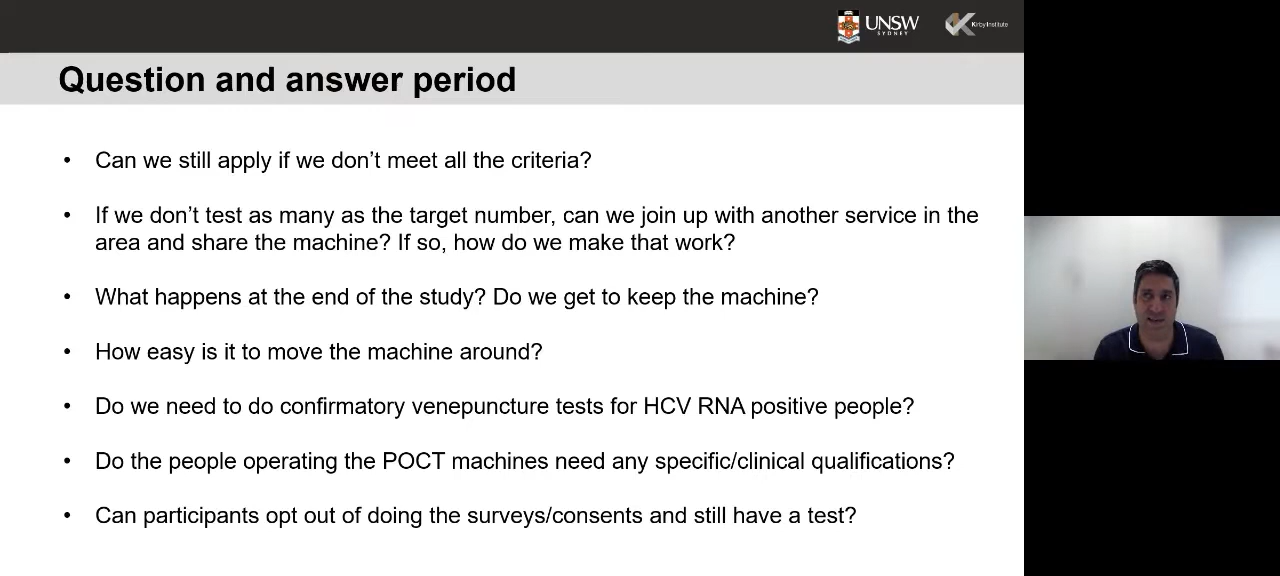 UNSW
SYDNEY
Kirby Institute
Question and answer period
• Can we still apply if we don’t meet all the criteria?
• If we don’t test as many as the target number, can we join up with another service in the
area and share the machine? If so, how do we make that work?
• What happens at the end of the study? Do we get to keep the machine?
• How easy is it to move the machine around?
• Do we need to do confirmatory venepuncture tests for HCV RNA positive people?
• Do the people operating the POCT machines need any specific/clinical qualifications?
• Can participants opt out of doing the surveys/consents and still have a test?